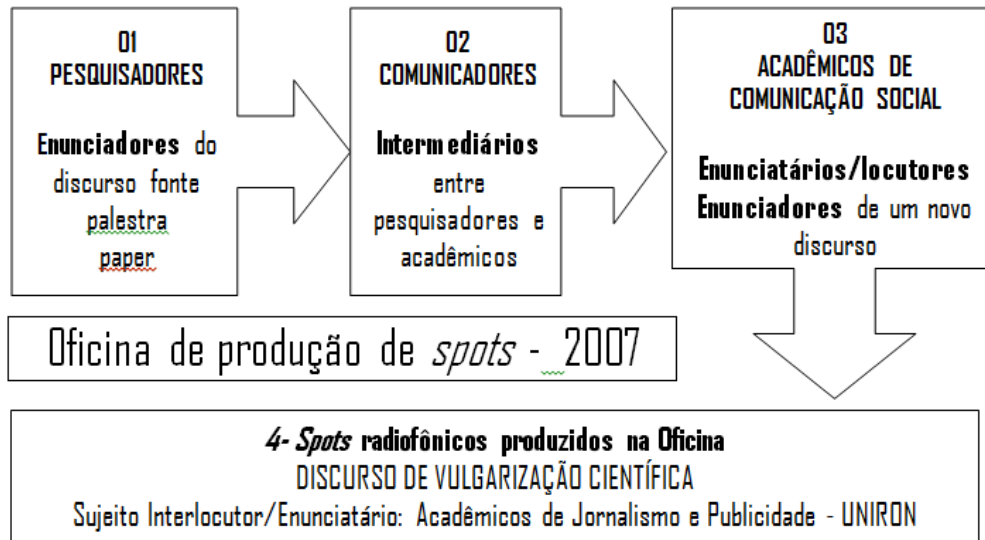 01
PESQUISADORES
Enunciadores do
discurso fonte
palestra
paper
02
COMUNICADORES
Intermediários
entre
pesquisadores e
acadêmicos
03
ACADÊMICOS DE
COMUNICAÇÃO SOCIAL
Enunciatários/locutores
Enunciadores de um novo
discurso
Oficina de produção de spots - 2007
4- Spots radiofônicos produzidos na Oficina
DISCURSO DE VULGARIZAÇÃO CIENTÍFICA
Sujeito Interlocutor/Enunciatário: Acadêmicos de Jornalismo e Publicidade - UNIRON